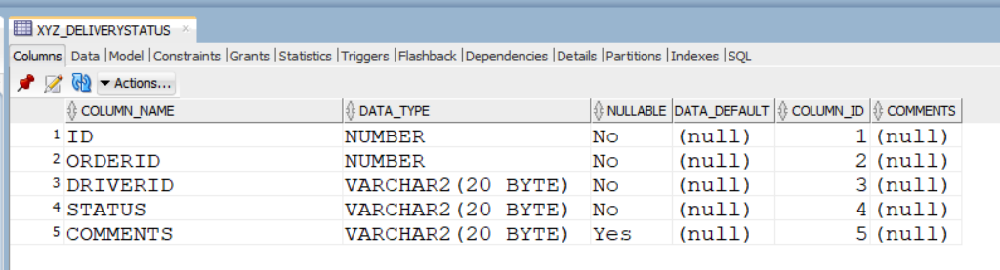 XYZ_DELIVERYSTATUS
Columns Data Model Constraints Grants Statistics Triggers Flashback Dependencies Details Partitions Indexes SQL
Actions...
COLUMN_NAME DATA_TYPE NULLABLE DATA_DEFAULT COLUMN_ID COMMENTS
1 ID NUMBER No (null) 1 (null)
2 ORDERID NUMBER No (null) 2 (null)
3 DRIVERID VARCHAR2(20 BYTE) No (null) 3 (null)
4 STATUS VARCHAR2(20 BYTE) No (null) 4 (null)
5 COMMENTS VARCHAR2(20 BYTE) Yes (null) 5 (null)